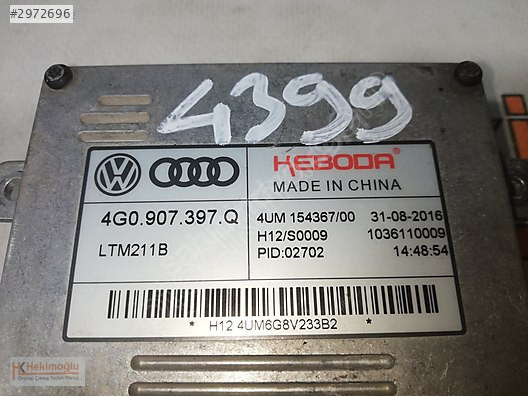 #2972696
4399
KEBODA
MADE IN CHINA
4G0.907.397.Q
4UM 154367/00 31-08-2016
LTM211B
H12/S0009 1036110009
PID:02702 14:48:54
* H12 4UM6G8V233B2 *
Hekimoğlu